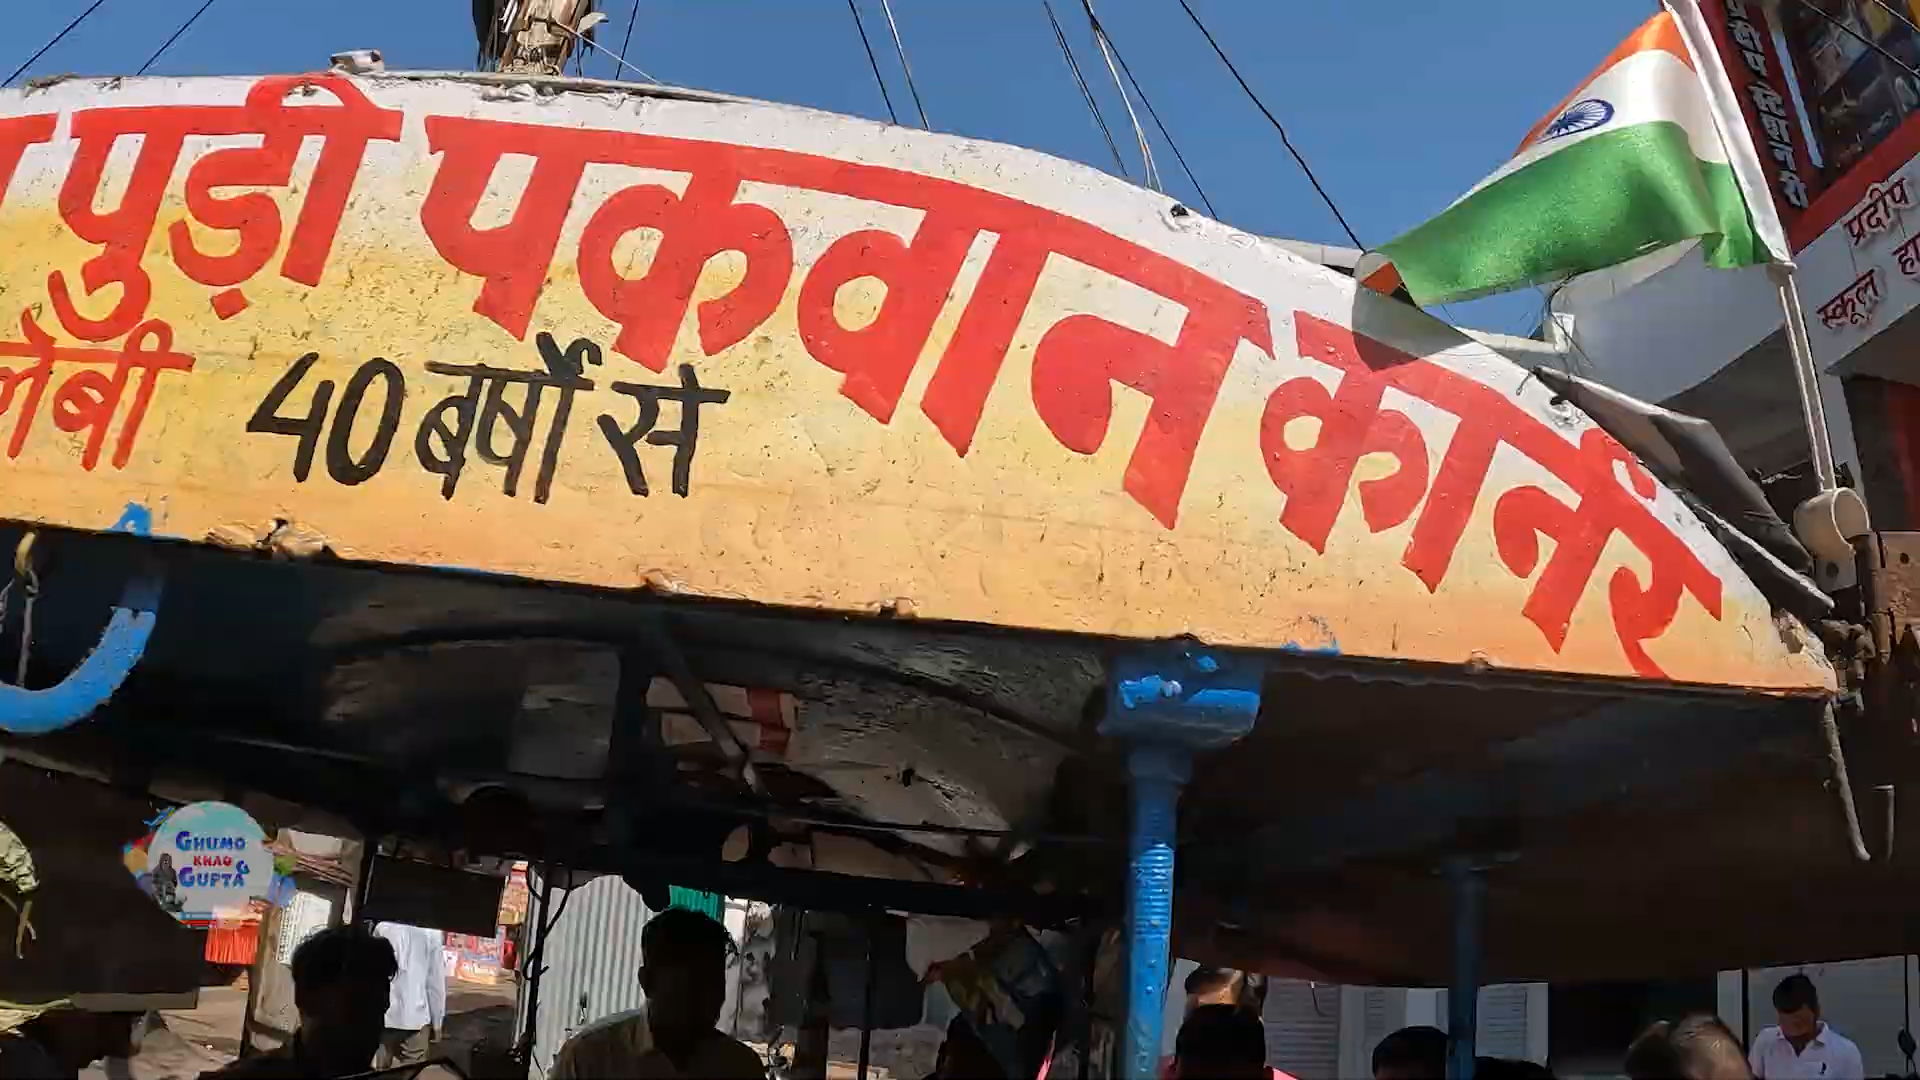 पुड़ी पकवान कार्नर
लेबी 40 बर्षों से
प्रदीप
स्कूल
GHUMO
KHAO
GUPTA